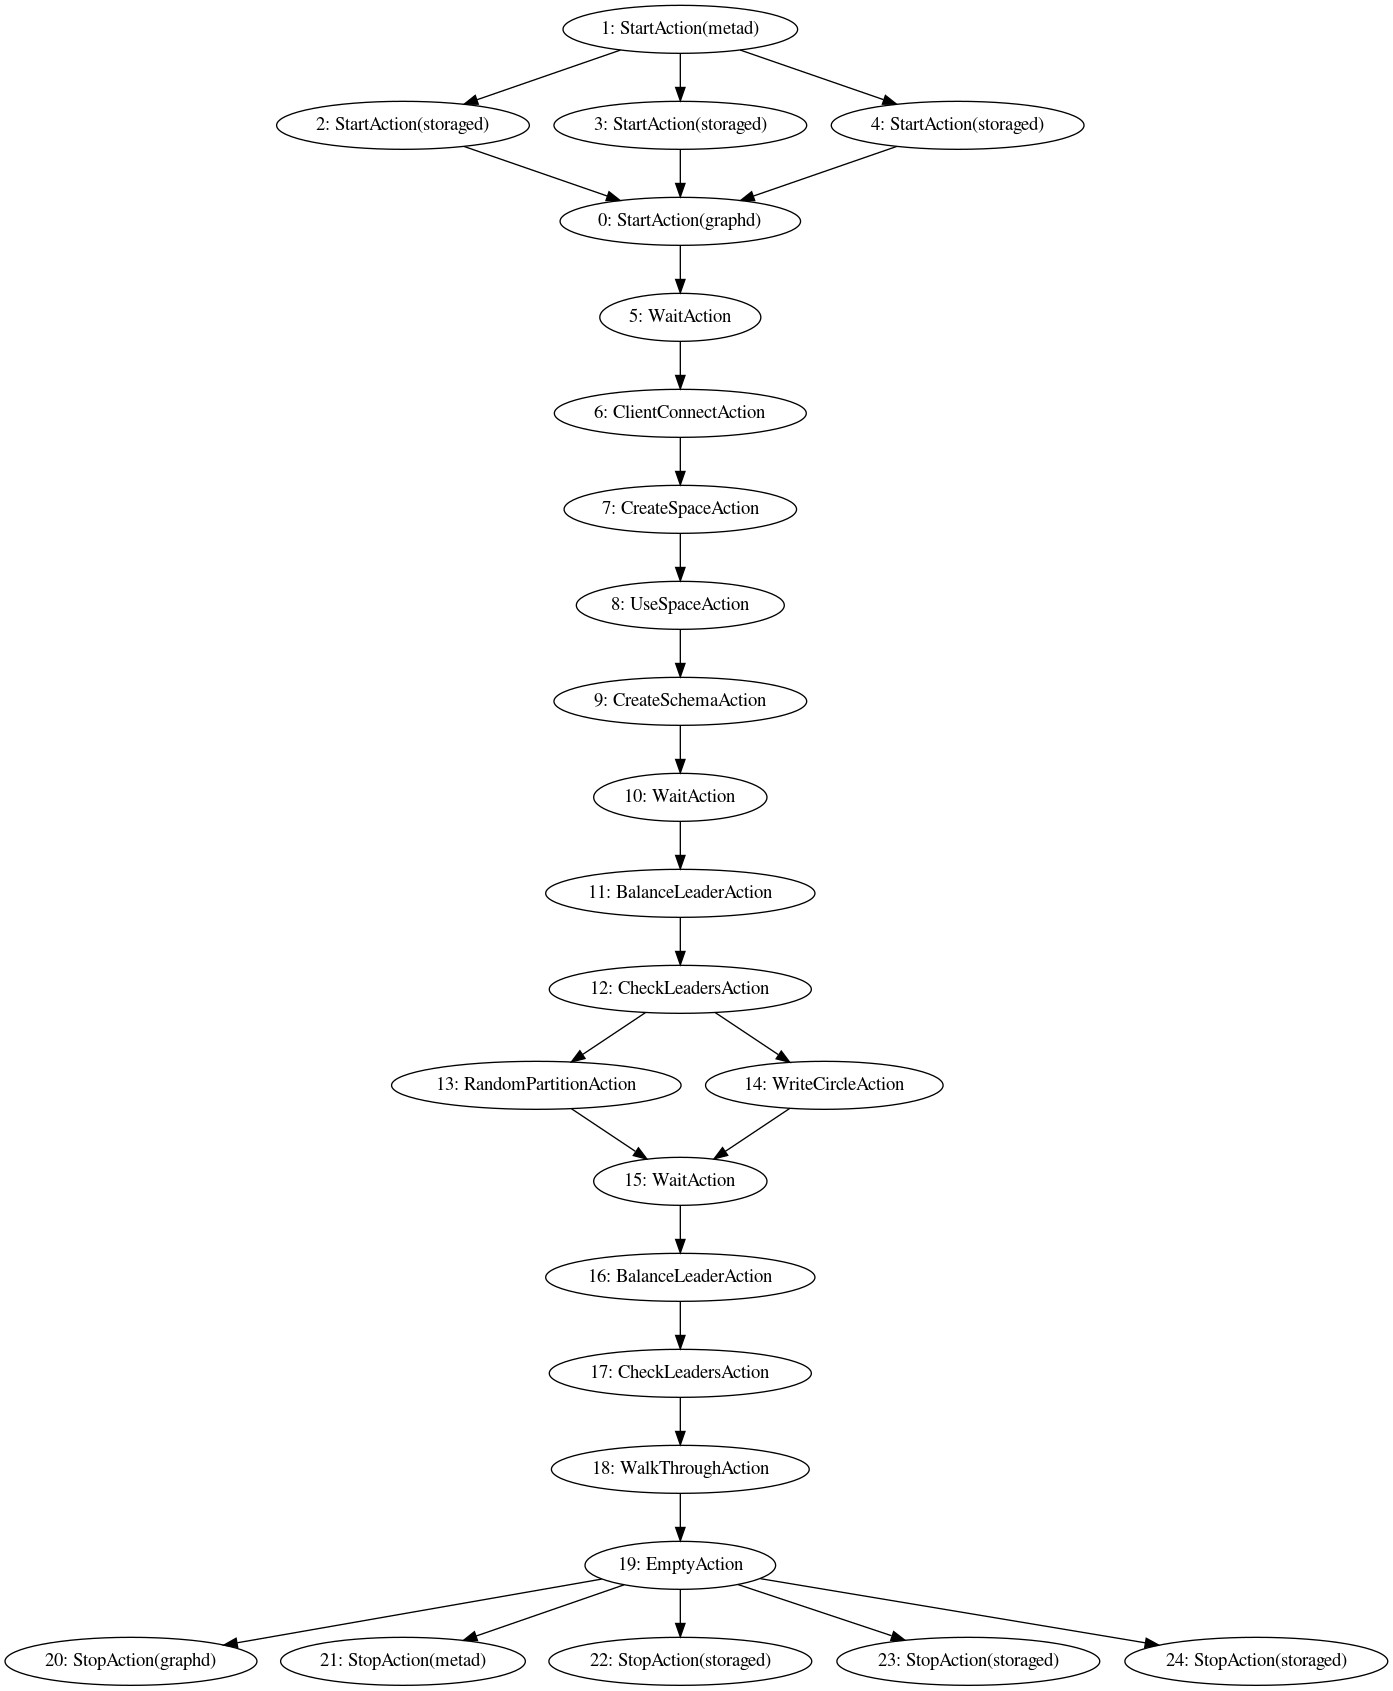 1: StartAction(metad)
2: StartAction(storaged)
3: StartAction(storaged)
4: StartAction(storaged)
0: StartAction(graphd)
5: WaitAction
6: ClientConnectAction
7: CreateSpaceAction
8: UseSpaceAction
9: CreateSchemaAction
10: WaitAction
11: BalanceLeaderAction
12: CheckLeadersAction
13: RandomPartitionAction
14: WriteCircleAction
15: WaitAction
16: BalanceLeaderAction
17: CheckLeadersAction
18: WalkThroughAction
19: EmptyAction
20: StopAction(graphd)
21: StopAction(metad)
22: StopAction(storaged)
23: StopAction(storaged)
24: StopAction(storaged)